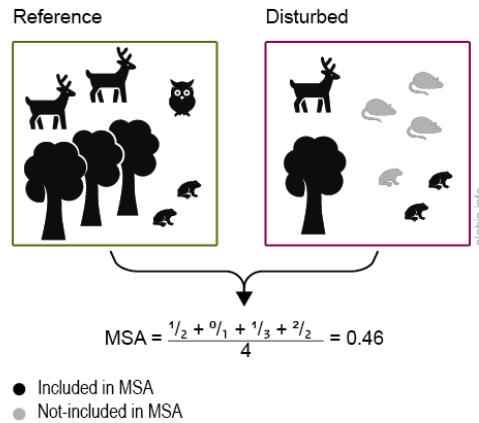 Reference
Disturbed
MSA = ¹/₂ + ⁰/₁ + ¹/₃ + ²/₂ = 0.46
4
● Included in MSA
● Not-included in MSA